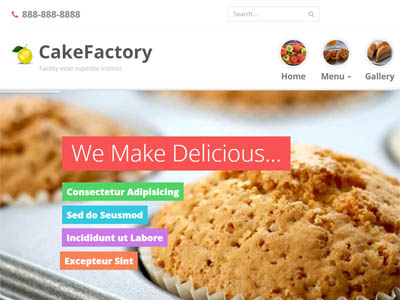 888-888-8888
Search...
CakeFactory
Facility ester expedite instinct.
Home
Menu
Gallery
We Make Delicious...
Consectetur Adipisicing
Sed do Seusmod
Incididunt ut Labore
Excepteur Sint